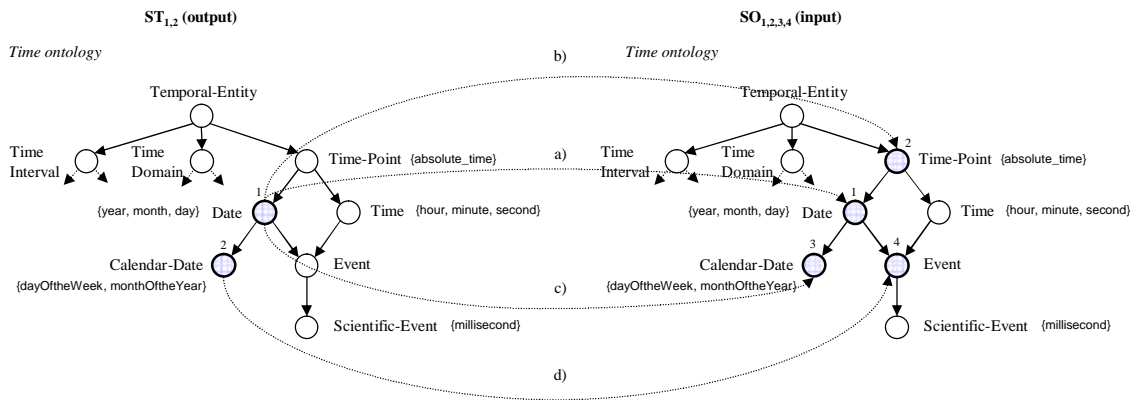 ST1,2 (output)
SO1,2,3,4 (input)
Time ontology
b)
Time ontology
Temporal-Entity
Temporal-Entity
Time
Interval
Time
Domain
Time-Point {absolute_time}
a)
Time
Interval
Time
Domain
2
Time-Point {absolute_time}
1
{year, month, day} Date
Time {hour, minute, second}
1
{year, month, day} Date
Time {hour, minute, second}
2
Calendar-Date
Event
3
Calendar-Date
4
Event
{dayOftheWeek, monthOftheYear}
c)
{dayOftheWeek, monthOftheYear}
Scientific-Event {millisecond}
Scientific-Event {millisecond}
d)